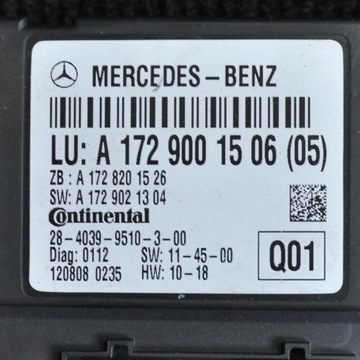 MERCEDES-BENZ
LU: A 172 900 15 06 (05)
ZB : A 172 820 15 26
SW: A 172 902 13 04
Continental
28-4039-9510-3-00
Diag: 0112 SW: 11-45-00
120808 0235 HW: 10-18
Q01